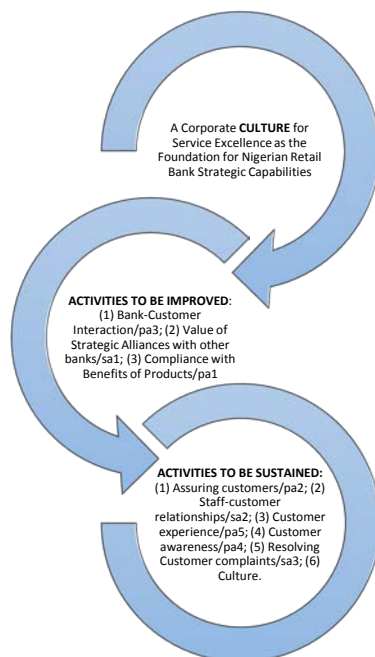 A Corporate CULTURE for
Service Excellence as the
Foundation for Nigerian Retail
Bank Strategic Capabilities
ACTIVITIES TO BE IMPROVED:
(1) Bank-Customer
Interaction/pa3; (2) Value of
Strategic Alliances with other
banks/sa1; (3) Compliance with
Benefits of Products/pa1
ACTIVITIES TO BE SUSTAINED:
(1) Assuring customers/pa2; (2)
Staff-customer
relationships/sa2; (3) Customer
experience/pa5; (4) Customer
awareness/pa4; (5) Resolving
Customer complaints/sa3; (6)
Culture.